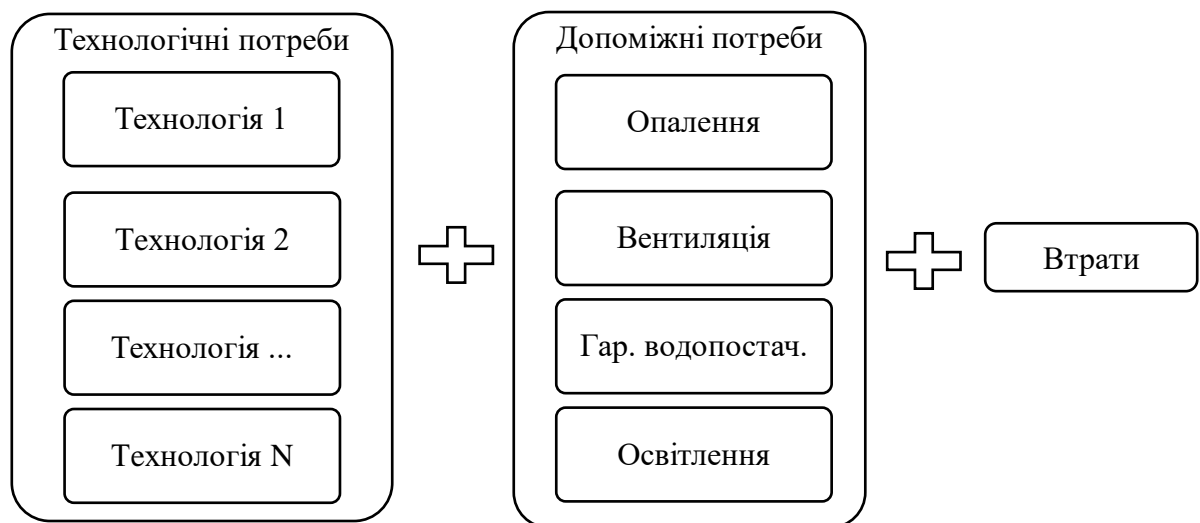 Технологічні потреби
Технологія 1
Технологія 2
Технологія ...
Технологія N
Допоміжні потреби
Опалення
Вентиляція
Гар. водопостач.
Освітлення
Втрати